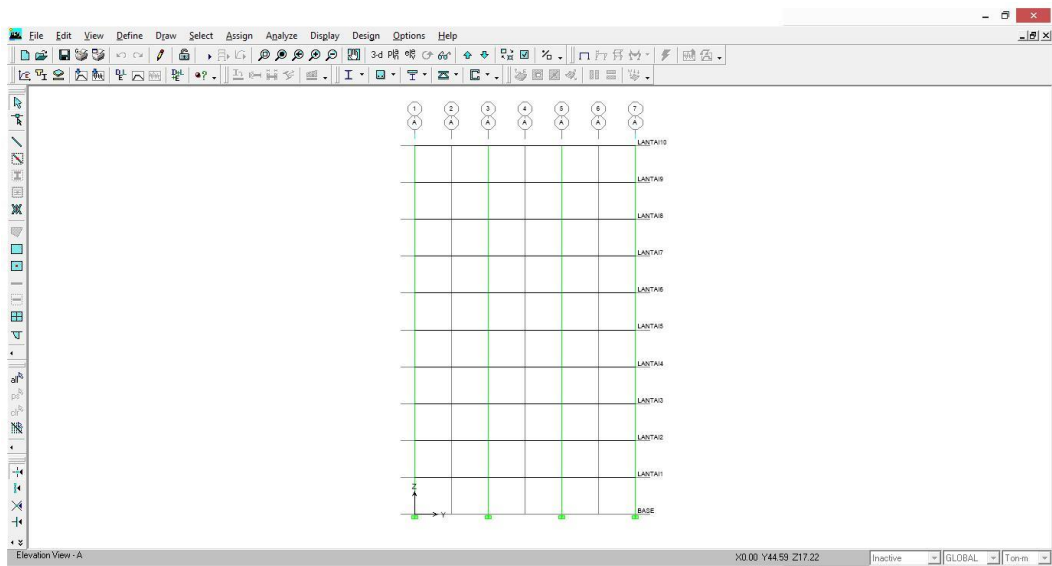 File Edit View Define Draw Select Assign Analyze Display Design Options Help
3-d
1 2 3 4 5 6 7
A A A A A A A
LANTAI10
LANTAI9
LANTAI8
LANTAI7
LANTAI6
LANTAI5
LANTAI4
LANTAI3
LANTAI2
LANTAI1
Z
Y
BASE
all
Elevation View - A
X0.00 Y44.59 Z17.22
Inactive
GLOBAL
Ton-m